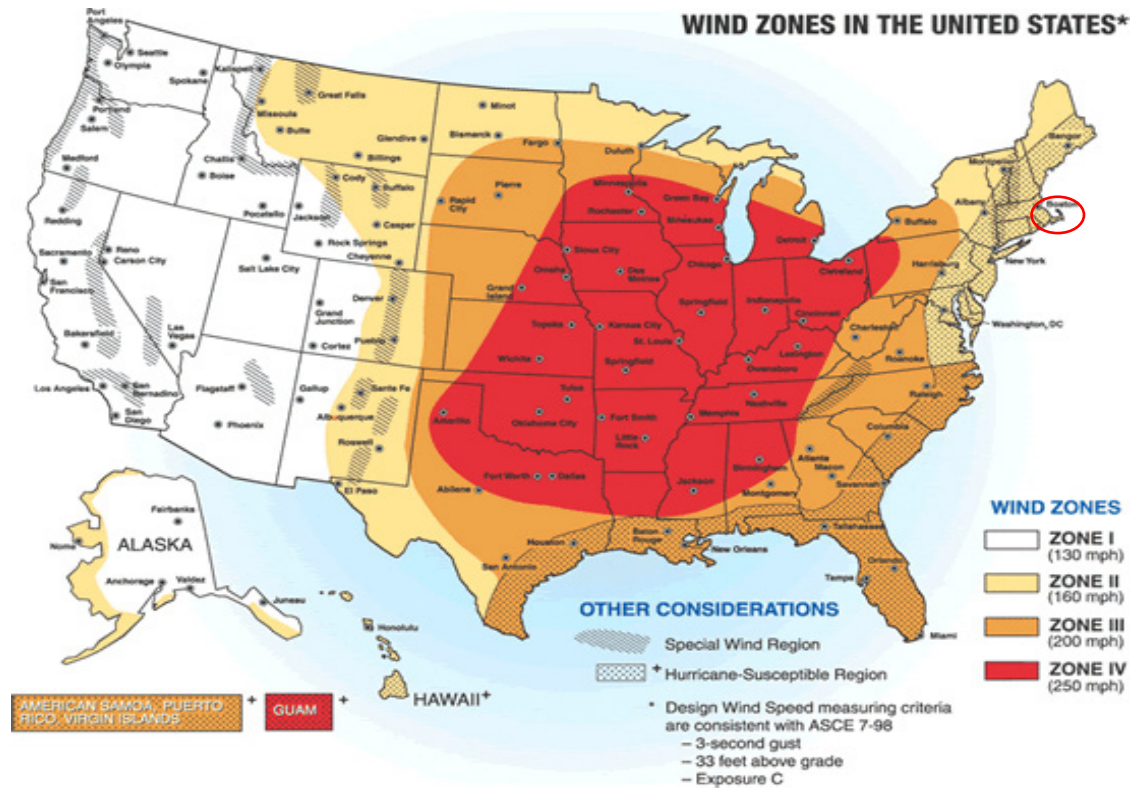 WIND ZONES IN THE UNITED STATES*
Port
Angeles
Seattle
Olympia
Spokane
Kalispell
Great Falls
Minot
Portland
Salem
Missoula
Butte
Glendive
Bismarck
Fargo
Duluth
Bangor
Montpelier
Medford
Challis
Boise
Billings
Cody
Buffalo
Rapid
City
Pierre
Minneapolis
Green Bay
Rochester
Milwaukee
Detroit
Buffalo
Albany
Boston
Redding
Pocatello
Jackson
Casper
Rock Springs
Cheyenne
Sioux City
Omaha
Des
Moines
Chicago
Cleveland
Harrisburg
New York
Sacramento
Reno
Carson City
San
Francisco
Salt Lake City
Grand
Junction
Denver
Pueblo
Grand
Island
Springfield
Indianapolis
Cincinnati
Charleston
Washington, DC
Bakersfield
Las
Vegas
Cortez
Topeka
Kansas City
St. Louis
Lexington
Roanoke
Wichita
Springfield
Owensboro
Raleigh
Los Angeles
San
Bernadino
Flagstaff
Gallup
Sante Fe
Albuquerque
Tulsa
Nashville
San
Diego
Phoenix
Roswell
Amarillo
Oklahoma City
Fort Smith
Little
Rock
Memphis
Columbia
Atlante
Macon
Birmingham
Savannah
El Paso
Abilene
Fort Worth
Dallas
Jackson
Montgomery
Tallahassee
San Antonio
Houston
Baton
Rouge
New Orleans
Orlando
Tampa
Miami
Fairbanks
Nome
ALASKA
Anchorage
Valdez
Juneau
Honolulu
HAWAII+
AMERICAN SAMOA, PUERTO
RICO, VIRGIN ISLANDS
+
GUAM
+
OTHER CONSIDERATIONS
Special Wind Region
+ Hurricane-Susceptible Region
* Design Wind Speed measuring criteria
are consistent with ASCE 7-98
– 3-second gust
– 33 feet above grade
– Exposure C
WIND ZONES
ZONE I
(130 mph)
ZONE II
(160 mph)
ZONE III
(200 mph)
ZONE IV
(250 mph)